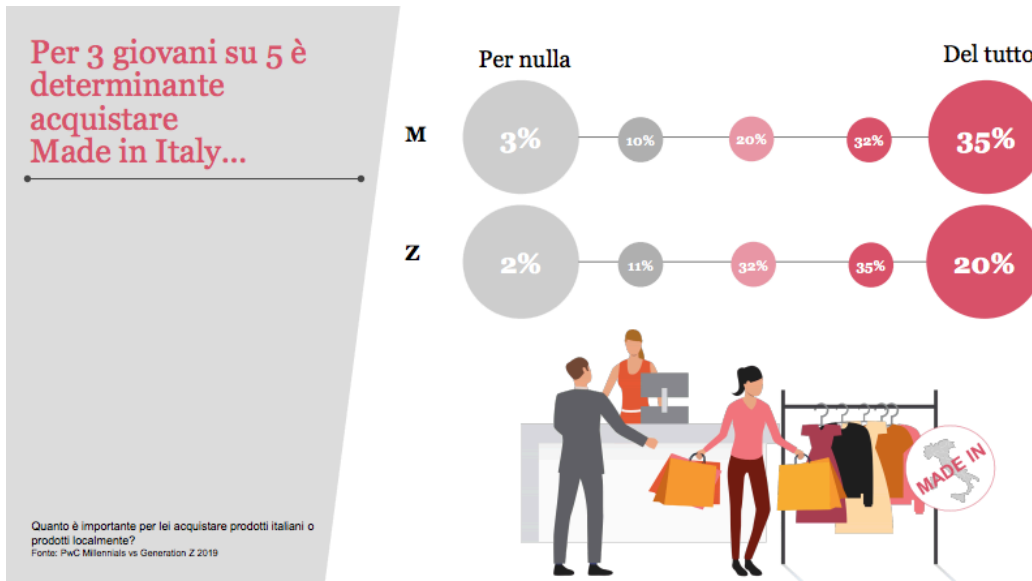 Per 3 giovani su 5 è
determinante
acquistare
Made in Italy...
Per nulla
Del tutto
M
3%
10%
20%
32%
35%
Z
2%
11%
32%
35%
20%
MADE IN
Quanto è importante per lei acquistare prodotti italiani o
prodotti localmente?
Fonte: PwC Millennials vs Generation Z 2019